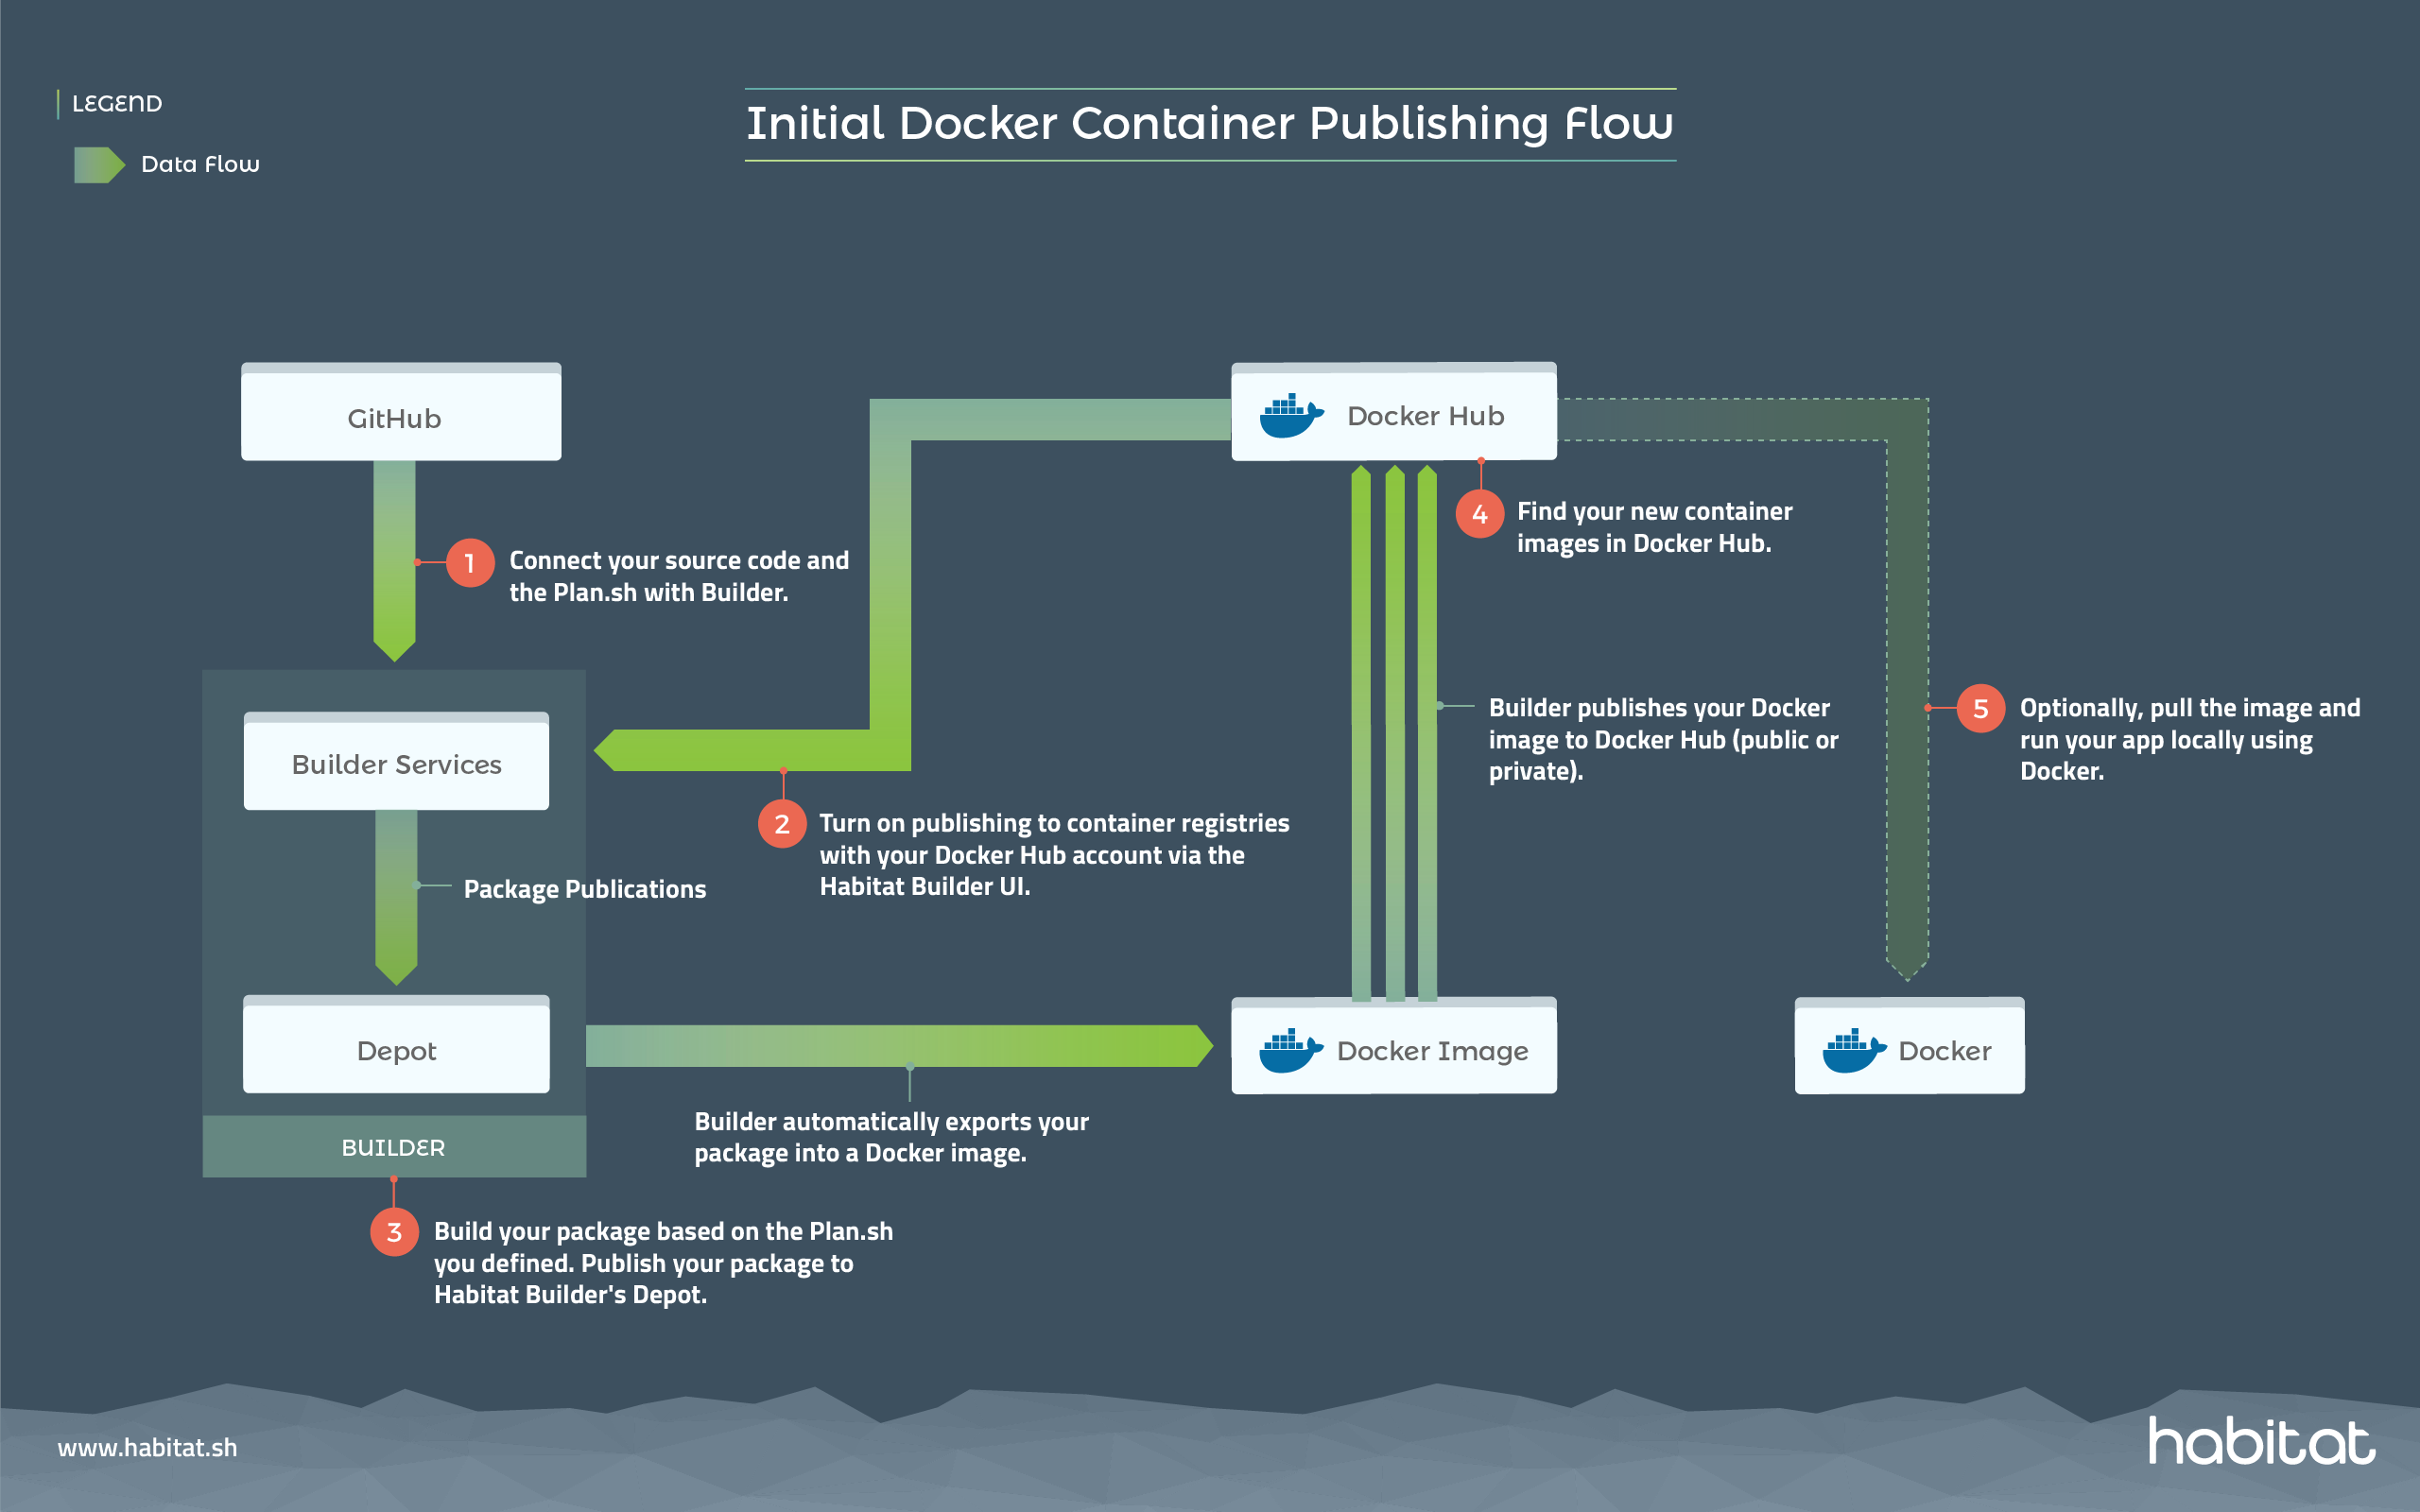 LEGEND
Data Flow
Initial Docker Container Publishing Flow
GitHub
Docker Hub
1
Connect your source code and
the Plan.sh with Builder.
4
Find your new container
images in Docker Hub.
Builder Services
Builder publishes your Docker
image to Docker Hub (public or
private).
5
Optionally, pull the image and
run your app locally using
Docker.
2
Turn on publishing to container registries
with your Docker Hub account via the
Habitat Builder UI.
Package Publications
Depot
Docker Image
Docker
Builder automatically exports your
package into a Docker image.
BUILDER
3
Build your package based on the Plan.sh
you defined. Publish your package to
Habitat Builder's Depot.
www.habitat.sh
habitat